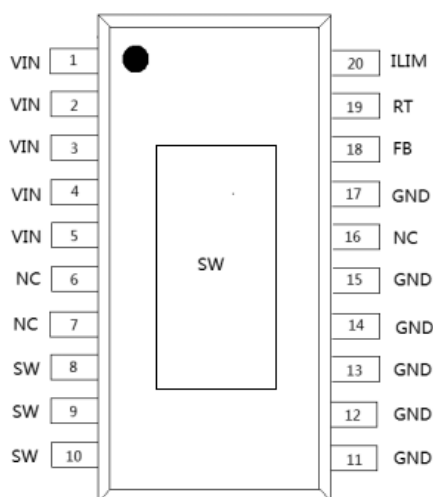 VIN 1 20 ILIM
VIN 2 19 RT
VIN 3 18 FB
VIN 4 17 GND
VIN 5 16 NC
NC 6 15 GND
NC 7 14 GND
SW 8 13 GND
SW 9 12 GND
SW 10 11 GND
SW